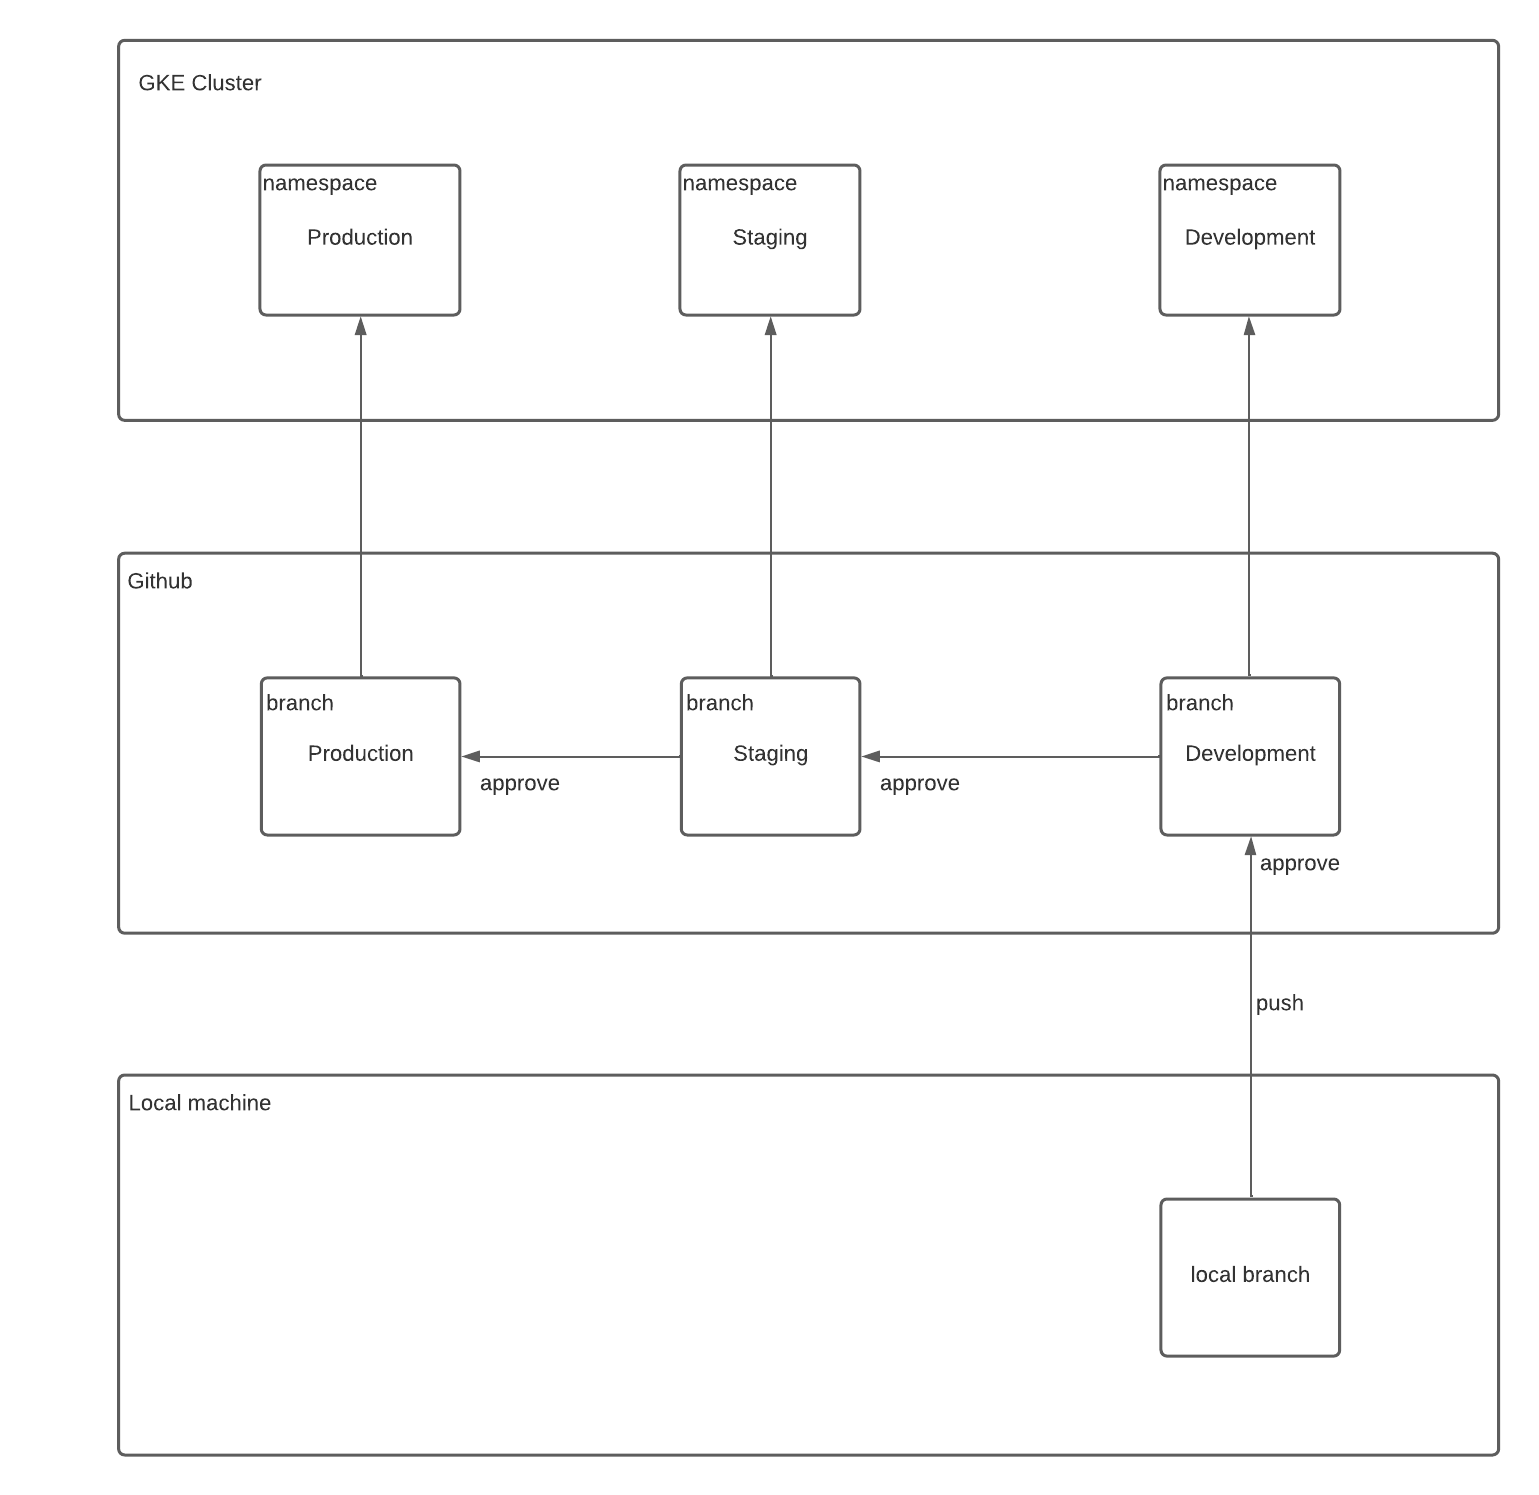 GKE Cluster
namespace
Production
namespace
Staging
namespace
Development
Github
branch
Production
branch
Staging
branch
Development
approve
approve
approve
push
Local machine
local branch